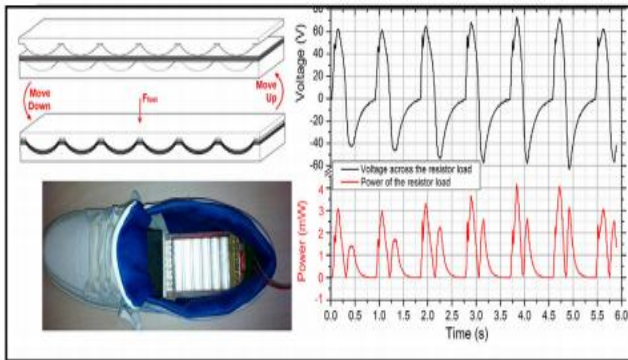 Move
Down
F foot
Move
Up
Voltage (V)
80
60
40
20
0
-20
-40
-60
Voltage across the resistor load
Power of the resistor load
Power (mW)
4
3
2
1
0
-1
0.0 0.5 1.0 1.5 2.0 2.5 3.0 3.5 4.0 4.5 5.0 5.5 6.0
Time (s)